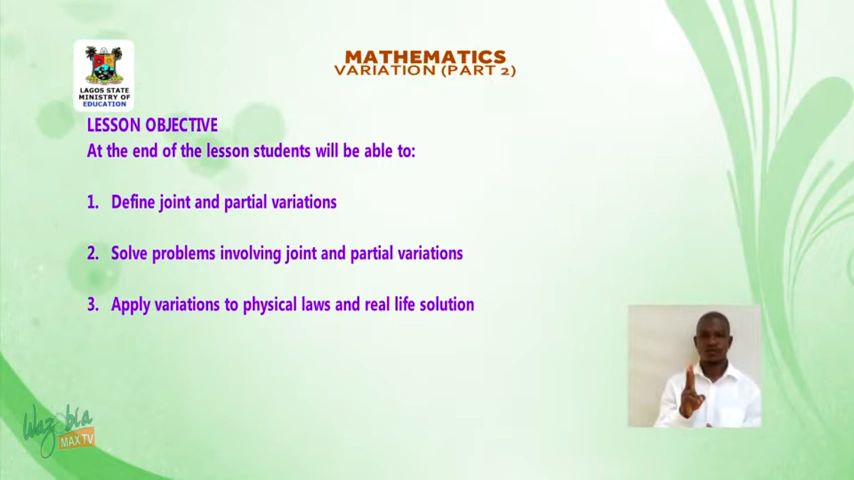 MATHEMATICS
VARIATION (PART 2)
LAGOS STATE
MINISTRY OF
EDUCATION
LESSON OBJECTIVE
At the end of the lesson students will be able to:
1. Define joint and partial variations
2. Solve problems involving joint and partial variations
3. Apply variations to physical laws and real life solution
Wazobia
MAX TV